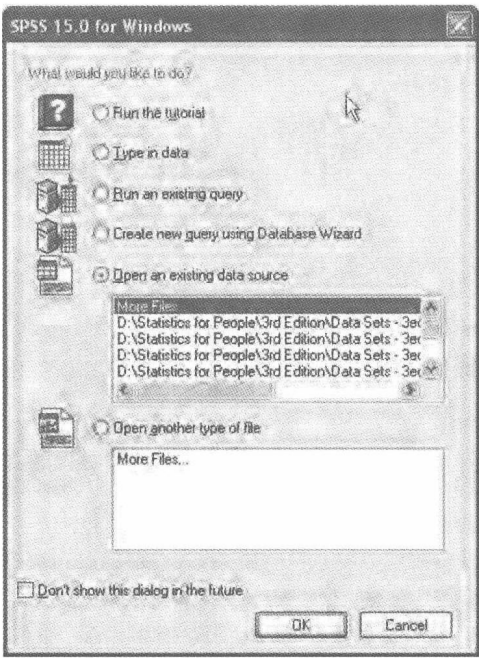 SPSS 15.0 for Windows
What would you like to do?
Run the tutorial
Type in data
Run an existing query
Create new query using Database Wizard
Open an existing data source
More Files
D:\Statistics for People\3rd Edition\Data Sets - 3ed
D:\Statistics for People\3rd Edition\Data Sets - 3ed
D:\Statistics for People\3rd Edition\Data Sets - 3ed
D:\Statistics for People\3rd Edition\Data Sets - 3ed
Open another type of file
More Files...
Don't show this dialog in the future
OK
Cancel